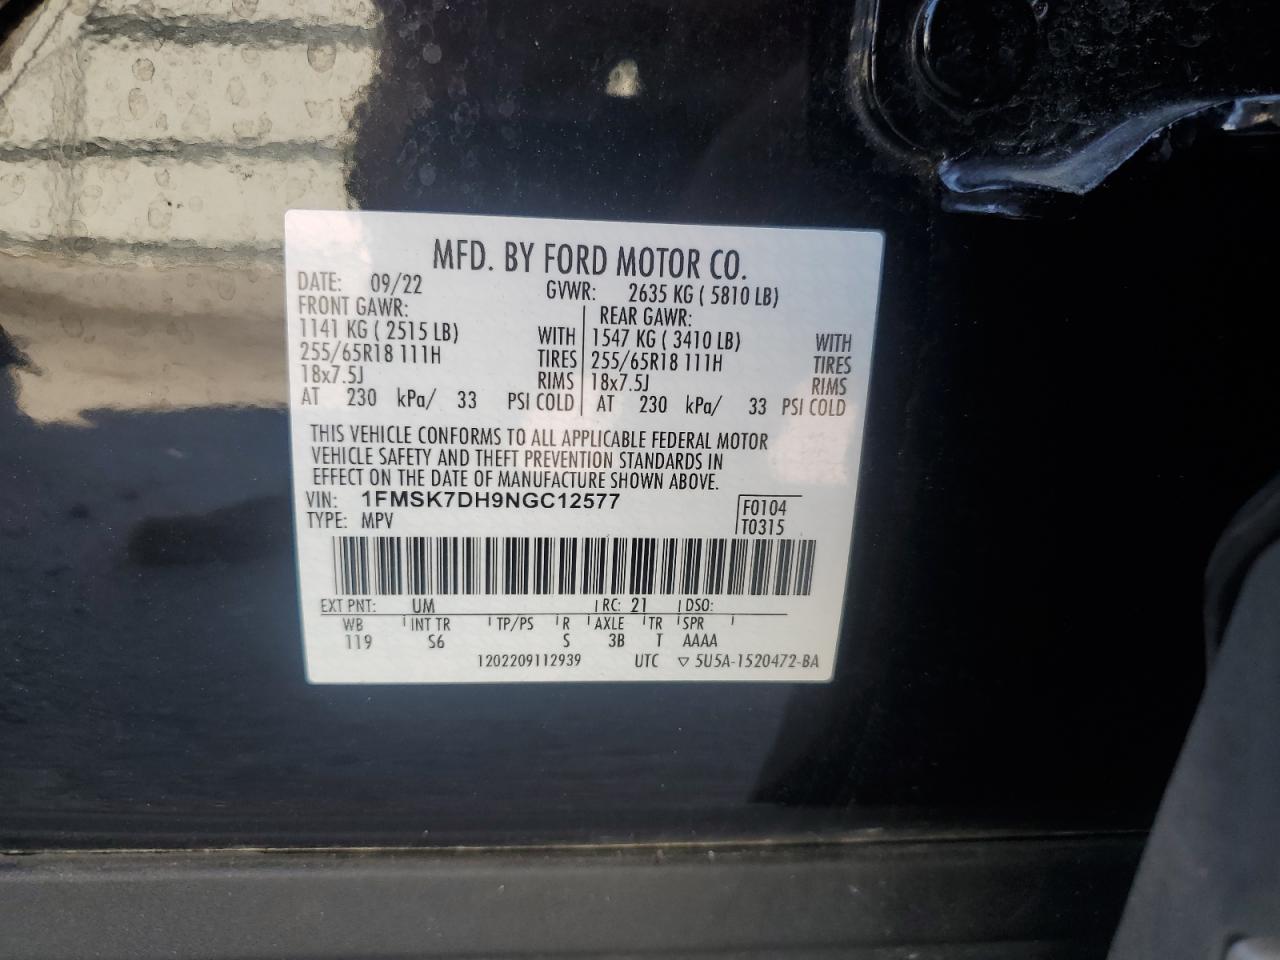 MFD. BY FORD MOTOR CO.
DATE: 09/22 GVWR: 2635 KG ( 5810 LB)
FRONT GAWR: REAR GAWR:
1141 KG ( 2515 LB) WITH 1547 KG ( 3410 LB) WITH
255/65R18 111H TIRES 255/65R18 111H TIRES
18x7.5J RIMS 18x7.5J RIMS
AT 230 kPa/ 33 PSI COLD AT 230 kPa/ 33 PSI COLD
THIS VEHICLE CONFORMS TO ALL APPLICABLE FEDERAL MOTOR
VEHICLE SAFETY AND THEFT PREVENTION STANDARDS IN
EFFECT ON THE DATE OF MANUFACTURE SHOWN ABOVE.
VIN: 1FMSK7DH9NGC12577 F0104
TYPE: MPV T0315
EXT PNT: UM RC: 21 DSO:
WB INT TR TP/PS R AXLE TR SPR
119 S6 S 3B T AAAA
1202209112939 UTC ▽ 5U5A-1520472-BA